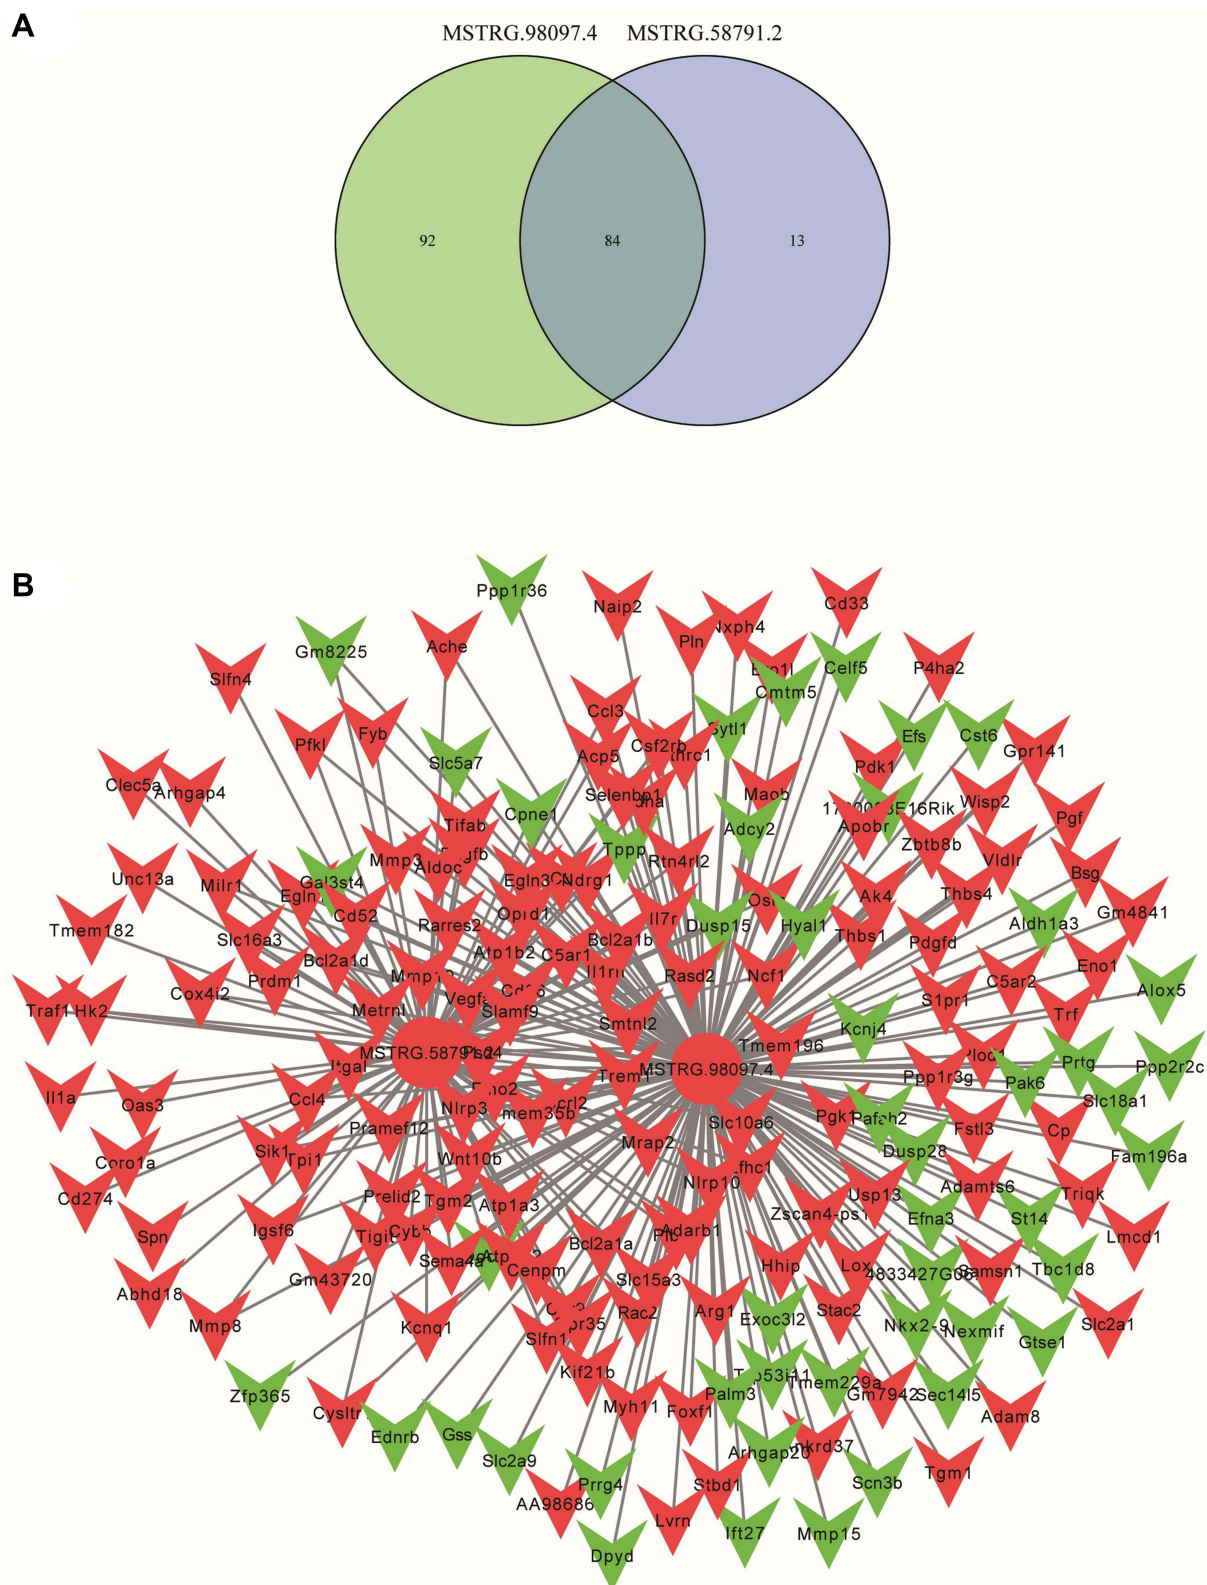 A
MSTRG.98097.4 MSTRG.58791.2
92 84 13
B
Ppp1r36
Naip2
Cd33
Pln
Nxph4
Gm8225
Ache
Slfn4
Celf5
P4ha2
Cmtm5
Ccl3
Pfkl
Fyb
Sytl1
Efs
Cst6
Csf2rb
Gpr141
Acp5
Slc5a7
Pdk1
Clec5a
Arhgap4
Selenbp1
Maob
Wisp2
Cpne1
Apobr
Pgf
Tifab
Adcy2
Zbtb8b
Tppp
Mmp3
Aldoc
Rtn4rl2
Vldlr
Bsg
Unc13a
Milr1
Gal3st4
Egln3
Ndrg1
Ak4
Thbs4
Cd52
Oprd1
Il7r
Gm4841
Rarres2
Dusp15
Hyal1
Aldh1a3
Tmem182
Slc16a3
Bcl2a1b
Thbs1
Pdgfd
Atp1b2
C5ar1
Bcl2a1d
Eno1
Prdm1
Rasd2
Ncf1
C5ar2
Cox4i2
Alox5
S1pr1
Traf1
Hk2
Metrnl
Slamf9
Smtnl2
Trf
Kcnj4
Tmem196
MSTRG.58791.2
Itgal
Prtg
Ppp2r2c
MSTRG.98097.4
Trem1
Ppp1r3g
Pak6
Il1a
Oas3
Ccl4
Slc18a1
Nlrp3
Pgk1
Pafah2
Slc10a6
Pramef12
Fstl3
Cp
Mrap2
Sik1
Tpi1
Dusp28
Coro1a
Wnt10b
Fam196a
Nlrp10
Cd274
Prelid2
Tgm2
Atp1a3
Usp13
Adamts6
Triqk
Zscan4-ps1
Efna3
St14
Spn
Igsf6
Tigit
Cybb
Adarb1
Lmcd1
Bcl2a1a
Sema4a
Cenpm
Hhip
Lox
4833427G06
Samsn1
Tbc1d8
Gm43720
Slc15a3
Abhd18
Mmp8
Kcnq1
Rac2
Arg1
Exoc3l2
Stac2
Nkx2-9
Nexmif
Gtse1
Slc2a1
Slfn1
Kif21b
Zfp365
Palm3
Tmem229a
Gm7942
Sec14l5
Cysltr
Myh11
Foxf1
Adam8
Ednrb
Gss
Arhgap20
Slc2a9
Prrg4
Stbd1
Scn3b
Tgm1
AA98686
Lvrn
Ift27
Mmp15
Dpyd